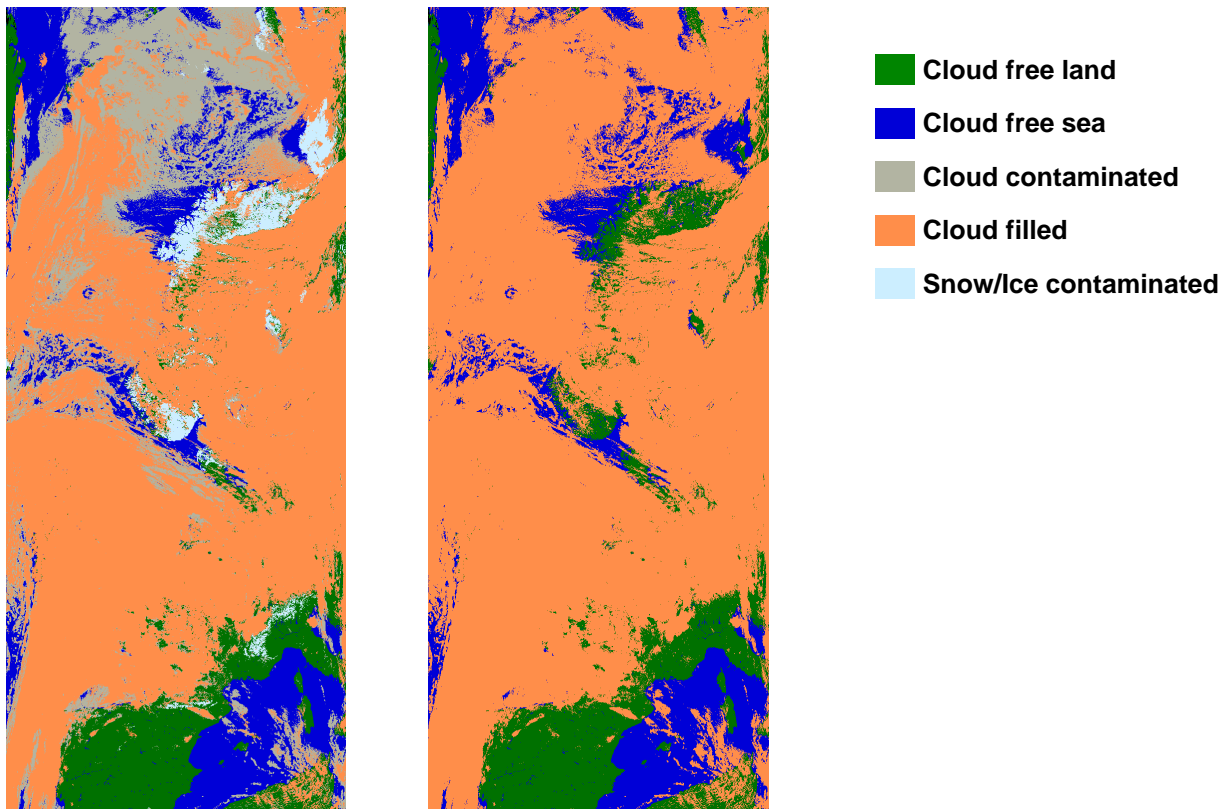 Cloud free land
Cloud free sea
Cloud contaminated
Cloud filled
Snow/Ice contaminated